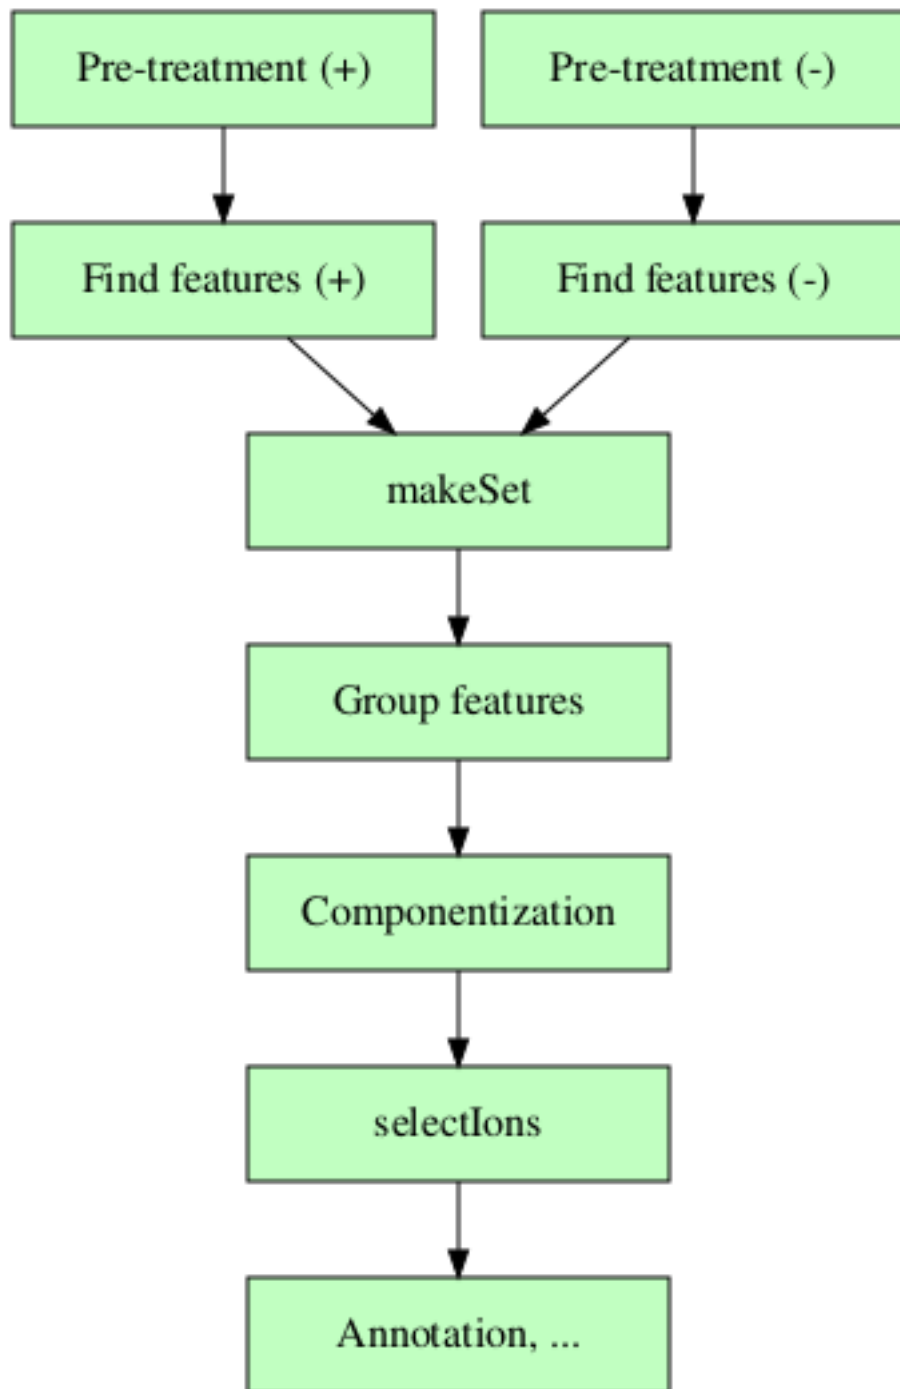 Pre-treatment (+)
Pre-treatment (-)
Find features (+)
Find features (-)
makeSet
Group features
Componentization
selectIons
Annotation, ...